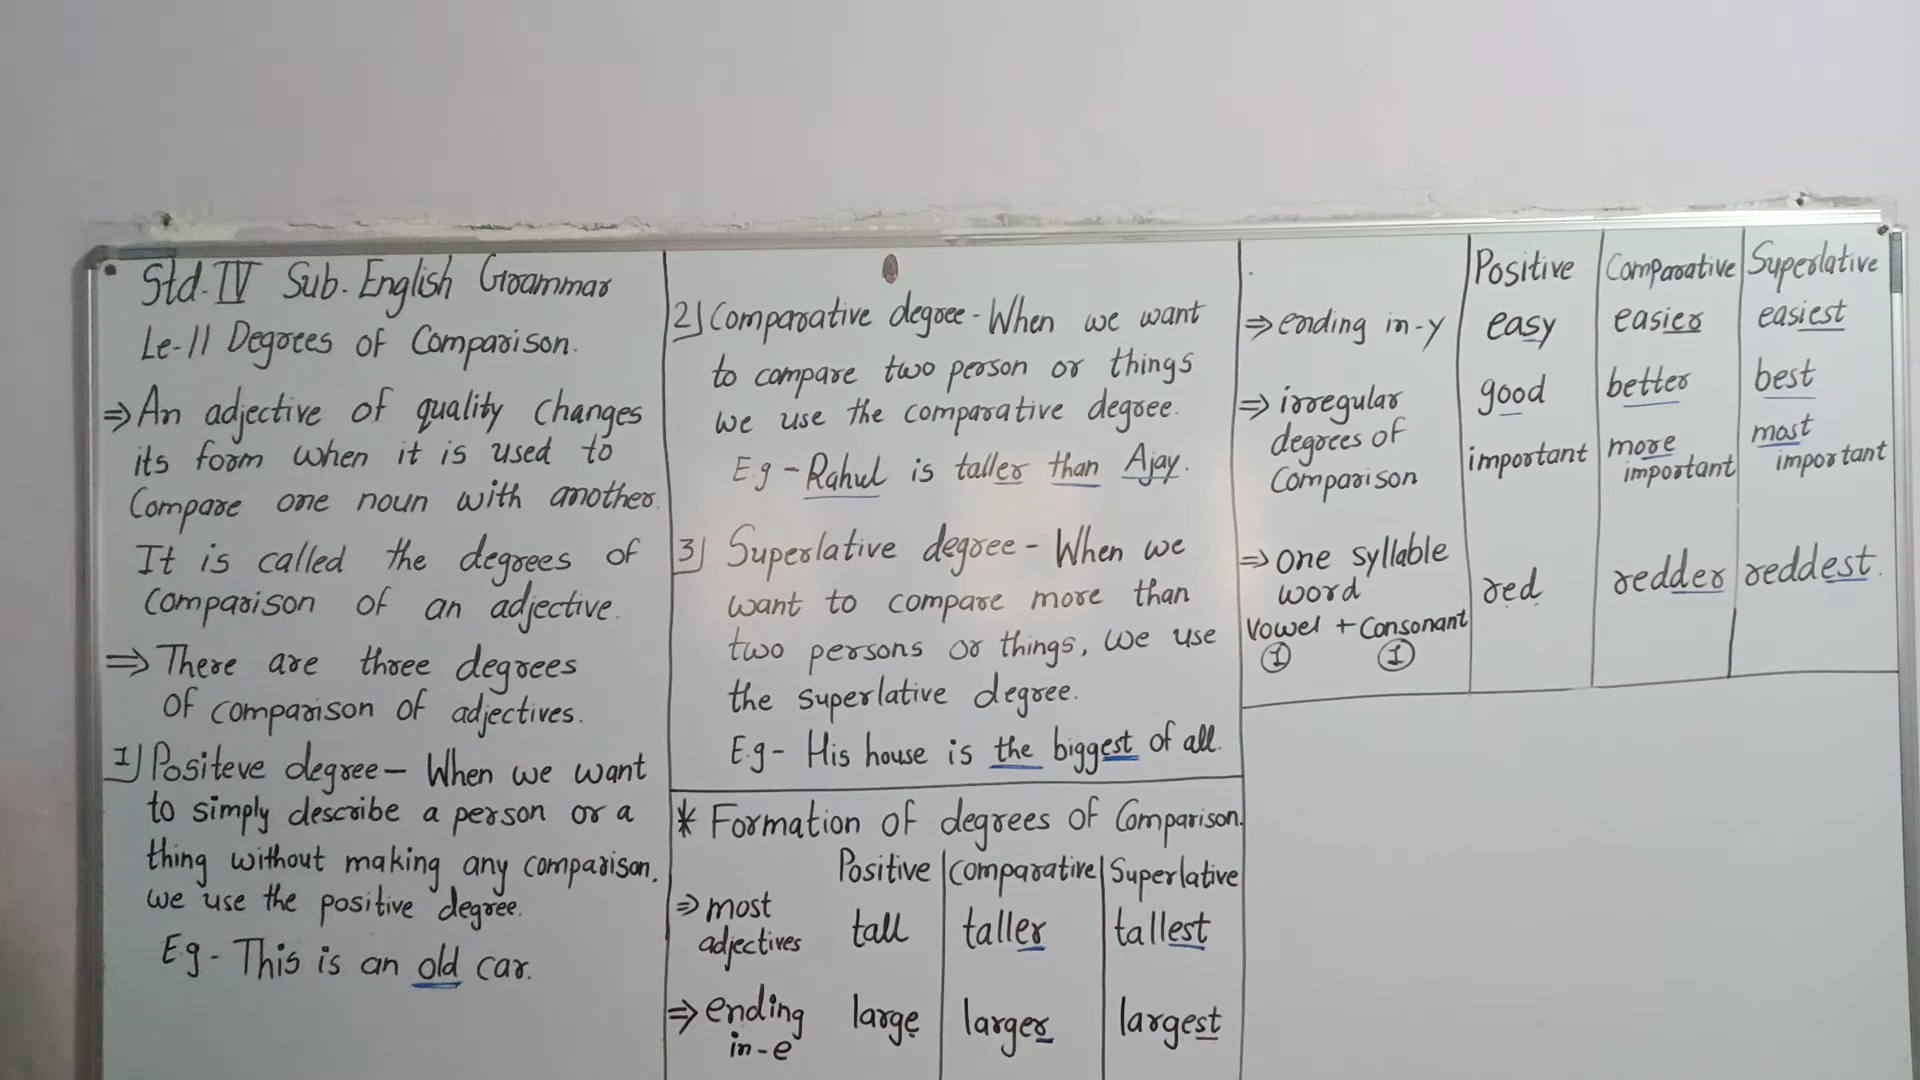 Std. IV Sub. English Grammar
Le-11 Degrees of Comparison.
⇒ An adjective of quality changes
its form when it is used to
Compare one noun with another.
It is called the degrees of
Comparison of an adjective.
⇒ There are three degrees
of comparison of adjectives.
1) Positeve degree - When we want
to simply describe a person or a
thing without making any comparison.
we use the positive degree.
E.g - This is an old car.
2) Comparative degree - When we want
to compare two person or things
we use the comparative degree.
E.g - Rahul is taller than Ajay.
3) Superlative degree - When we
want to compare more than
two persons or things, we use
the superlative degree.
E.g - His house is the biggest of all.
* Formation of degrees of Comparison.
Positive Comparative Superlative
⇒ most adjectives tall taller tallest
⇒ ending in-e large larger largest
Positive Comparative Superlative
⇒ ending in-y easy easier easiest
⇒ irregular good better best
degrees of
Comparison important more important most important
⇒ one syllable
word red redder reddest.
Vowel + Consonant
1 1